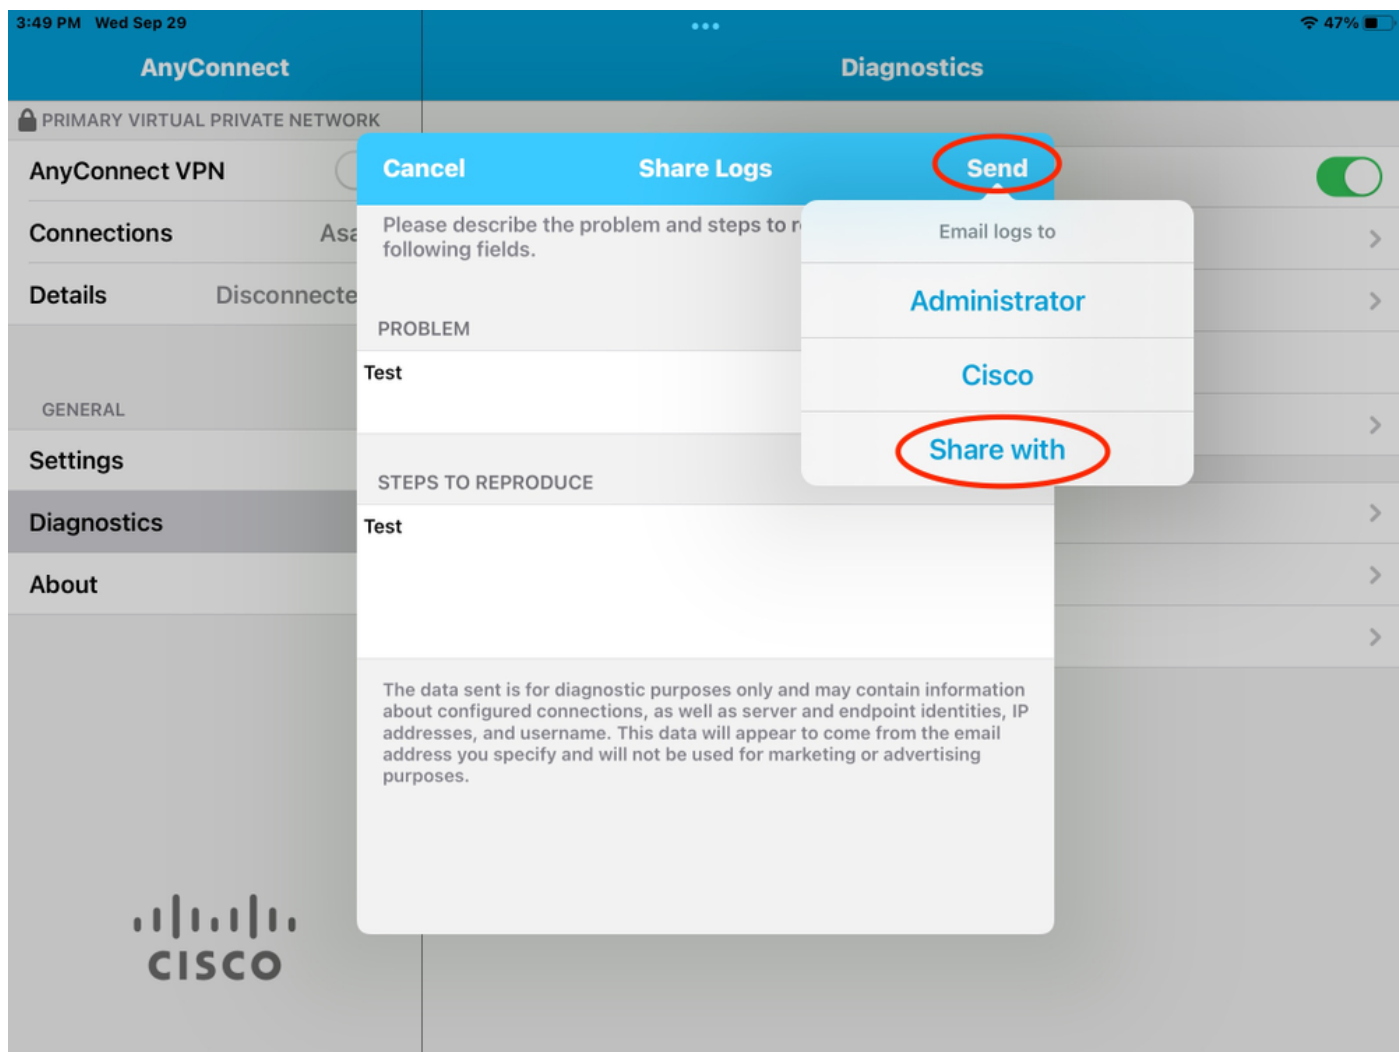 3:49 PM Wed Sep 29
47%
AnyConnect
Diagnostics
PRIMARY VIRTUAL PRIVATE NETWORK
AnyConnect VPN
Connections
Details Disconnecte
GENERAL
Settings
Diagnostics
About
CISCO
Cancel Share Logs Send
Please describe the problem and steps to
following fields.
PROBLEM
Test
STEPS TO REPRODUCE
Test
The data sent is for diagnostic purposes only and may contain information
about configured connections, as well as server and endpoint identities, IP
addresses, and username. This data will appear to come from the email
address you specify and will not be used for marketing or advertising
purposes.
Email logs to
Administrator
Cisco
Share with